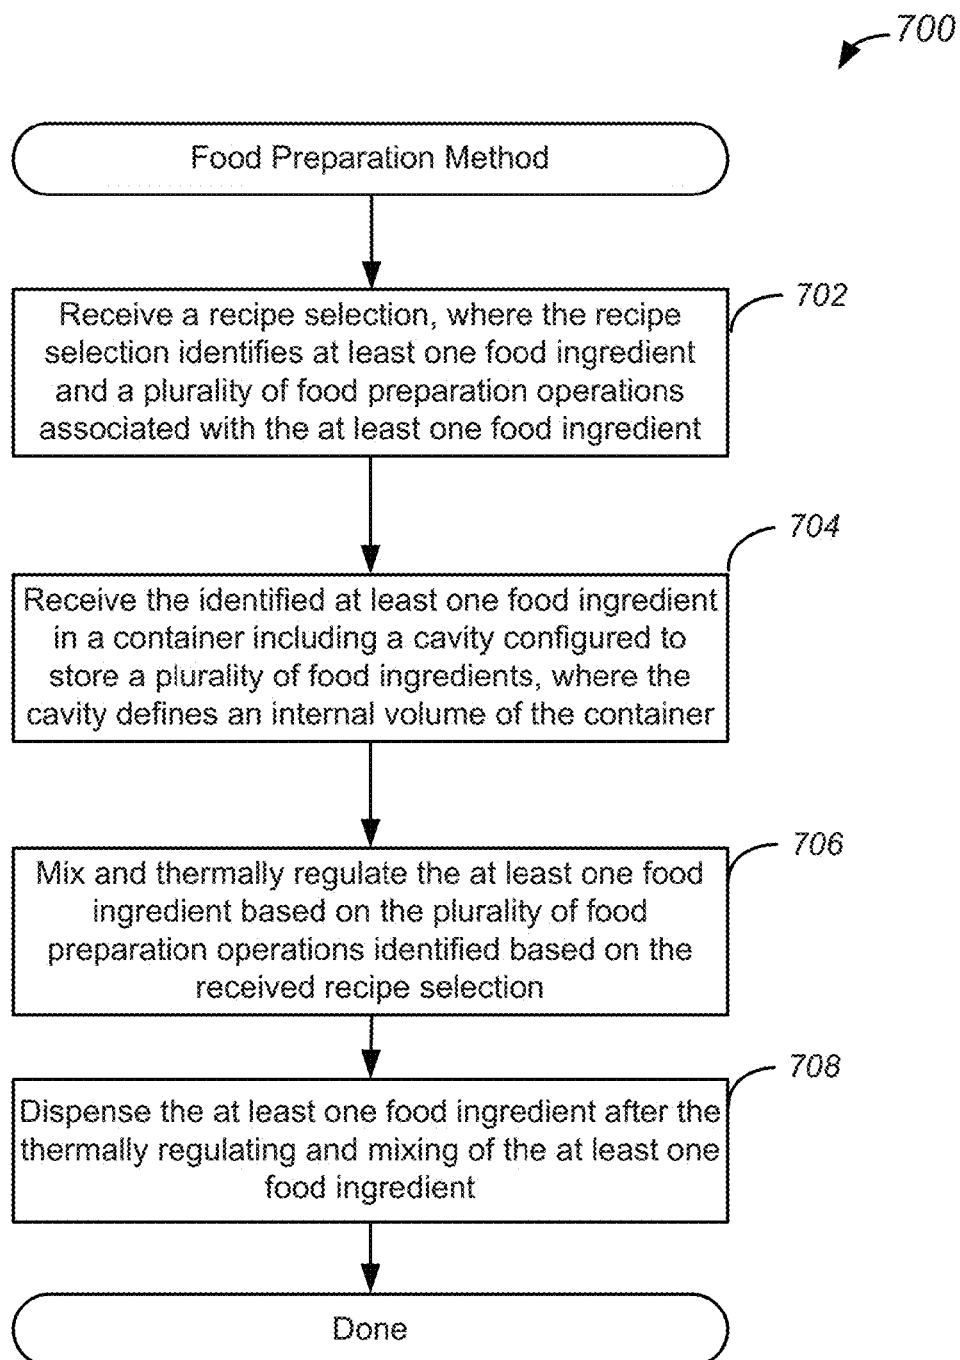 700
Food Preparation Method
702
Receive a recipe selection, where the recipe
selection identifies at least one food ingredient
and a plurality of food preparation operations
associated with the at least one food ingredient
704
Receive the identified at least one food ingredient
in a container including a cavity configured to
store a plurality of food ingredients, where the
cavity defines an internal volume of the container
706
Mix and thermally regulate the at least one food
ingredient based on the plurality of food
preparation operations identified based on the
received recipe selection
708
Dispense the at least one food ingredient after the
thermally regulating and mixing of the at least one
food ingredient
Done